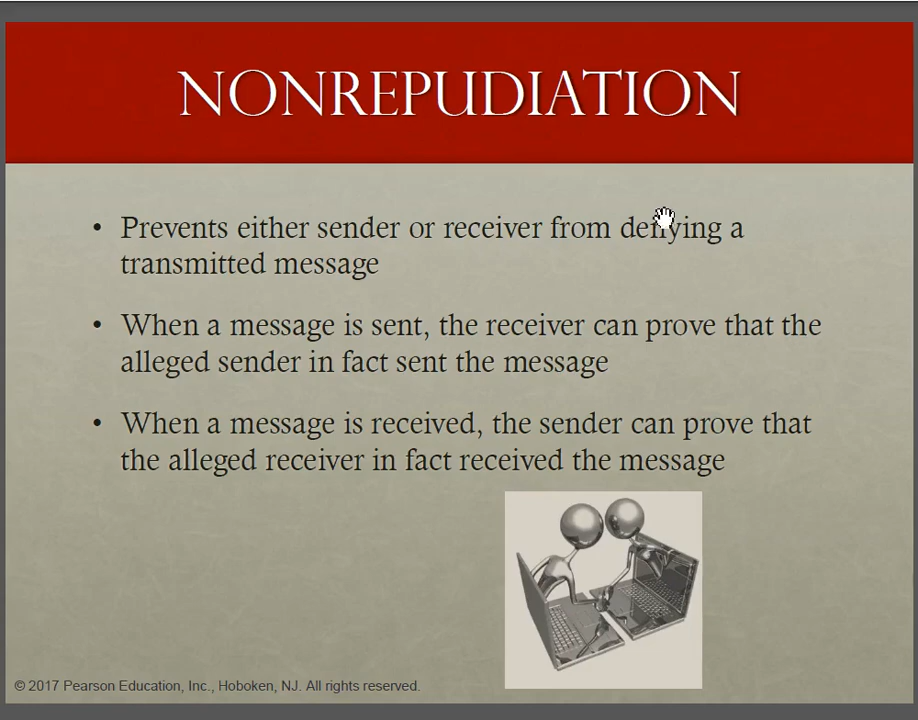 NONREPUDIATION
• Prevents either sender or receiver from denying a
transmitted message
• When a message is sent, the receiver can prove that the
alleged sender in fact sent the message
• When a message is received, the sender can prove that
the alleged receiver in fact received the message
© 2017 Pearson Education, Inc., Hoboken, NJ. All rights reserved.